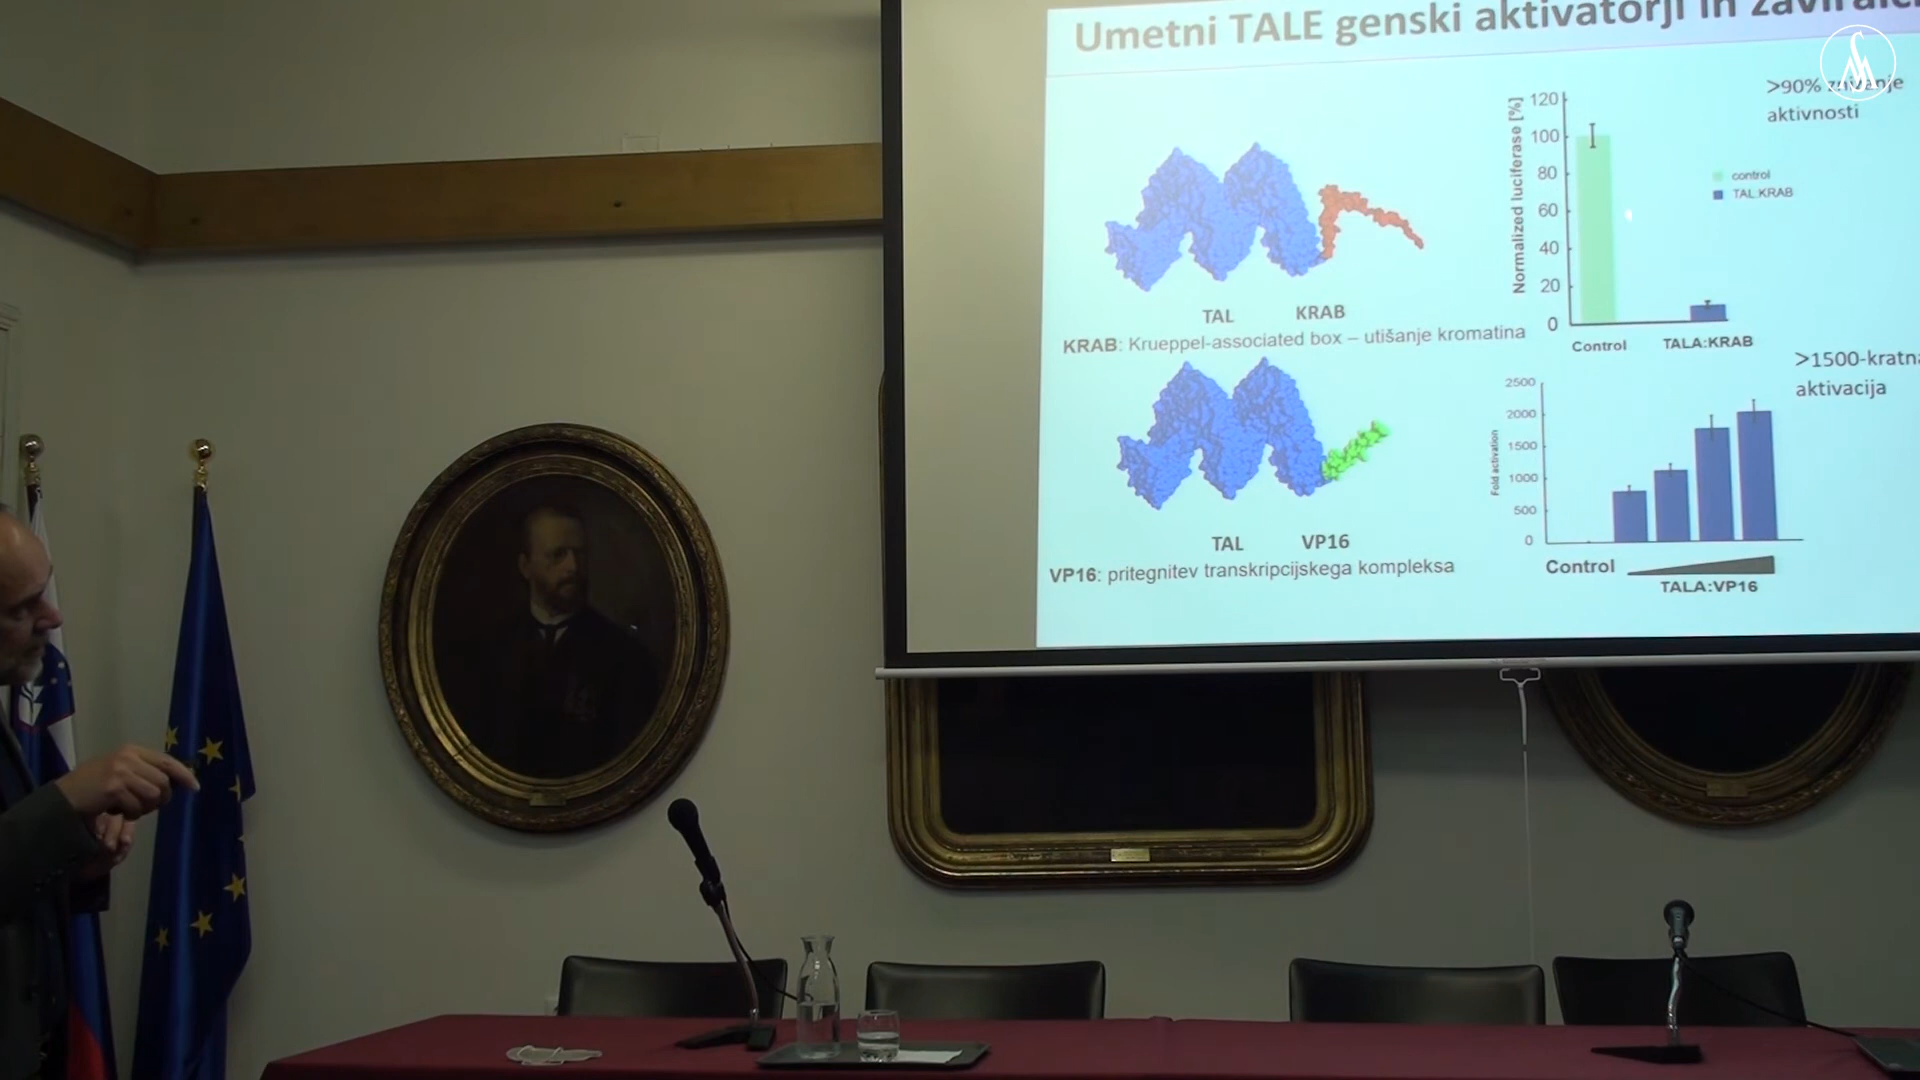 Umetni TALE genski aktivatorji in
>90%
aktivnosti
Normalized luciferase [%]
120
100
80
60
40
20
0
control
TAL:KRAB
Control
TALA:KRAB
TAL
KRAB
KRAB: Krueppel-associated box – utišanje kromatina
>1500-kratna
aktivacija
Fold activation
2500
2000
1500
1000
500
0
Control
TALA:VP16
TAL
VP16
VP16: pritegnitev transkripcijskega kompleksa